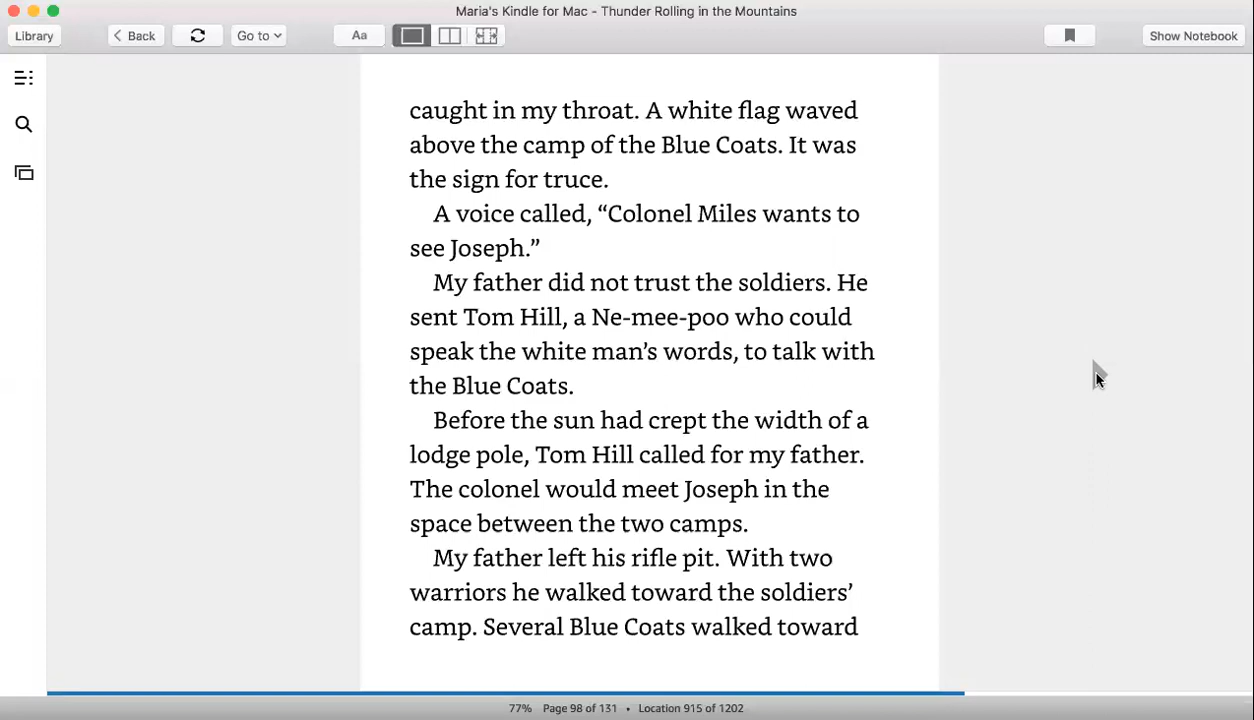 Maria's Kindle for Mac - Thunder Rolling in the Mountains
Library
Back
Go to
Aa
Show Notebook
caught in my throat. A white flag waved
above the camp of the Blue Coats. It was
the sign for truce.
A voice called, “Colonel Miles wants to
see Joseph.”
My father did not trust the soldiers. He
sent Tom Hill, a Ne-mee-poo who could
speak the white man’s words, to talk with
the Blue Coats.
Before the sun had crept the width of a
lodge pole, Tom Hill called for my father.
The colonel would meet Joseph in the
space between the two camps.
My father left his rifle pit. With two
warriors he walked toward the soldiers’
camp. Several Blue Coats walked toward
77% Page 98 of 131 • Location 915 of 1202